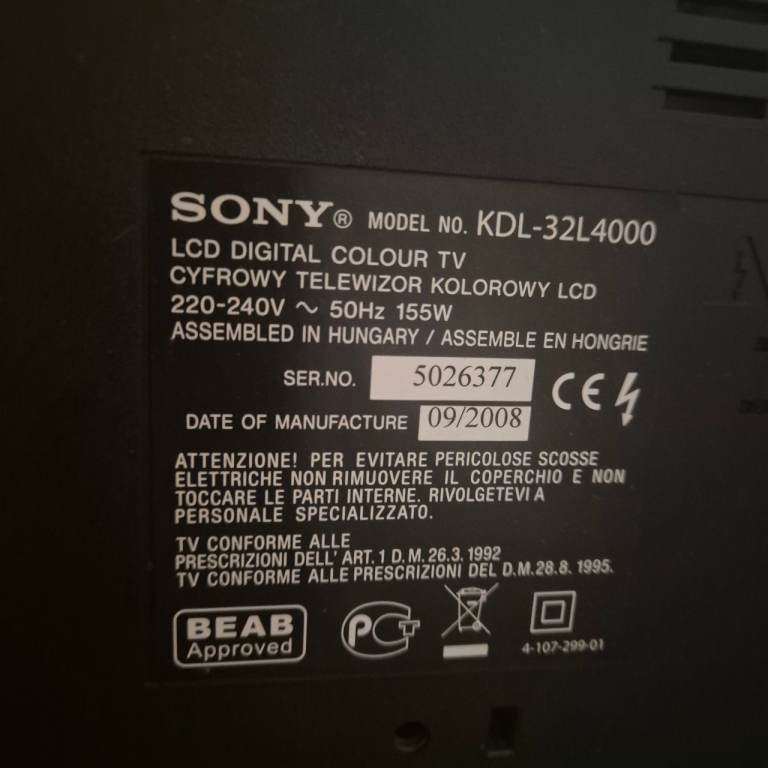 SONY® MODEL NO. KDL-32L4000
LCD DIGITAL COLOUR TV
CYFROWY TELEWIZOR KOLOROWY LCD
220-240V ~ 50Hz 155W
ASSEMBLED IN HUNGARY / ASSEMBLE EN HONGRIE
SER.NO. 5026377
CE
DATE OF MANUFACTURE 09/2008
ATTENZIONE! PER EVITARE PERICOLOSE SCOSSE
ELETTRICHE NON RIMUOVERE IL COPERCHIO E NON
TOCCARE LE PARTI INTERNE. RIVOLGETEVI A
PERSONALE SPECIALIZZATO.
TV CONFORME ALLE
PRESCRIZIONI DELL' ART. 1 D.M. 26.3. 1992
TV CONFORME ALLE PRESCRIZIONI DEL D.M. 28.8. 1995.
BEAB
Approved
PCT
4-107-299-01